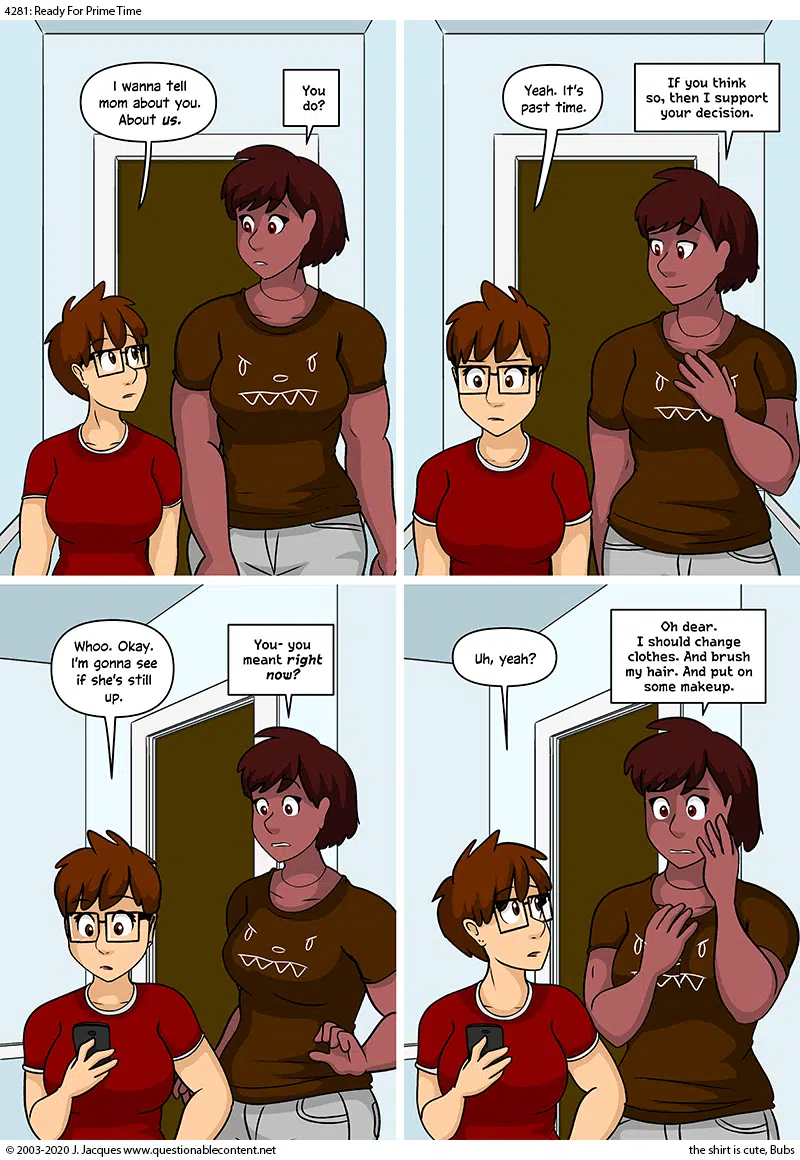 4281: Ready For Prime Time
I wanna tell
mom about you.
About us.
You
do?
Yeah. It's
past time.
If you think
so, then I support
your decision.
Whoo. Okay.
I'm gonna see
if she's still
up.
You- you
meant right
now?
Uh, yeah?
Oh dear.
I should change
clothes. And brush
my hair. And put on
some makeup.
© 2003-2020 J. Jacques www.questionablecontent.net
the shirt is cute, Bubs